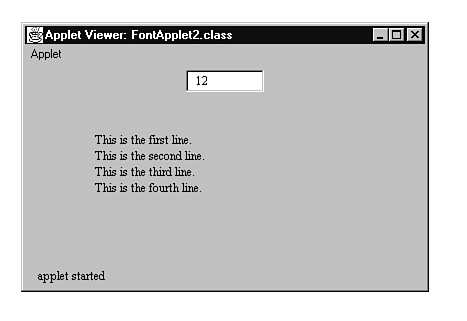 Applet Viewer: FontApplet2.class
Applet
12
This is the first line.
This is the second line.
This is the third line.
This is the fourth line.
applet started